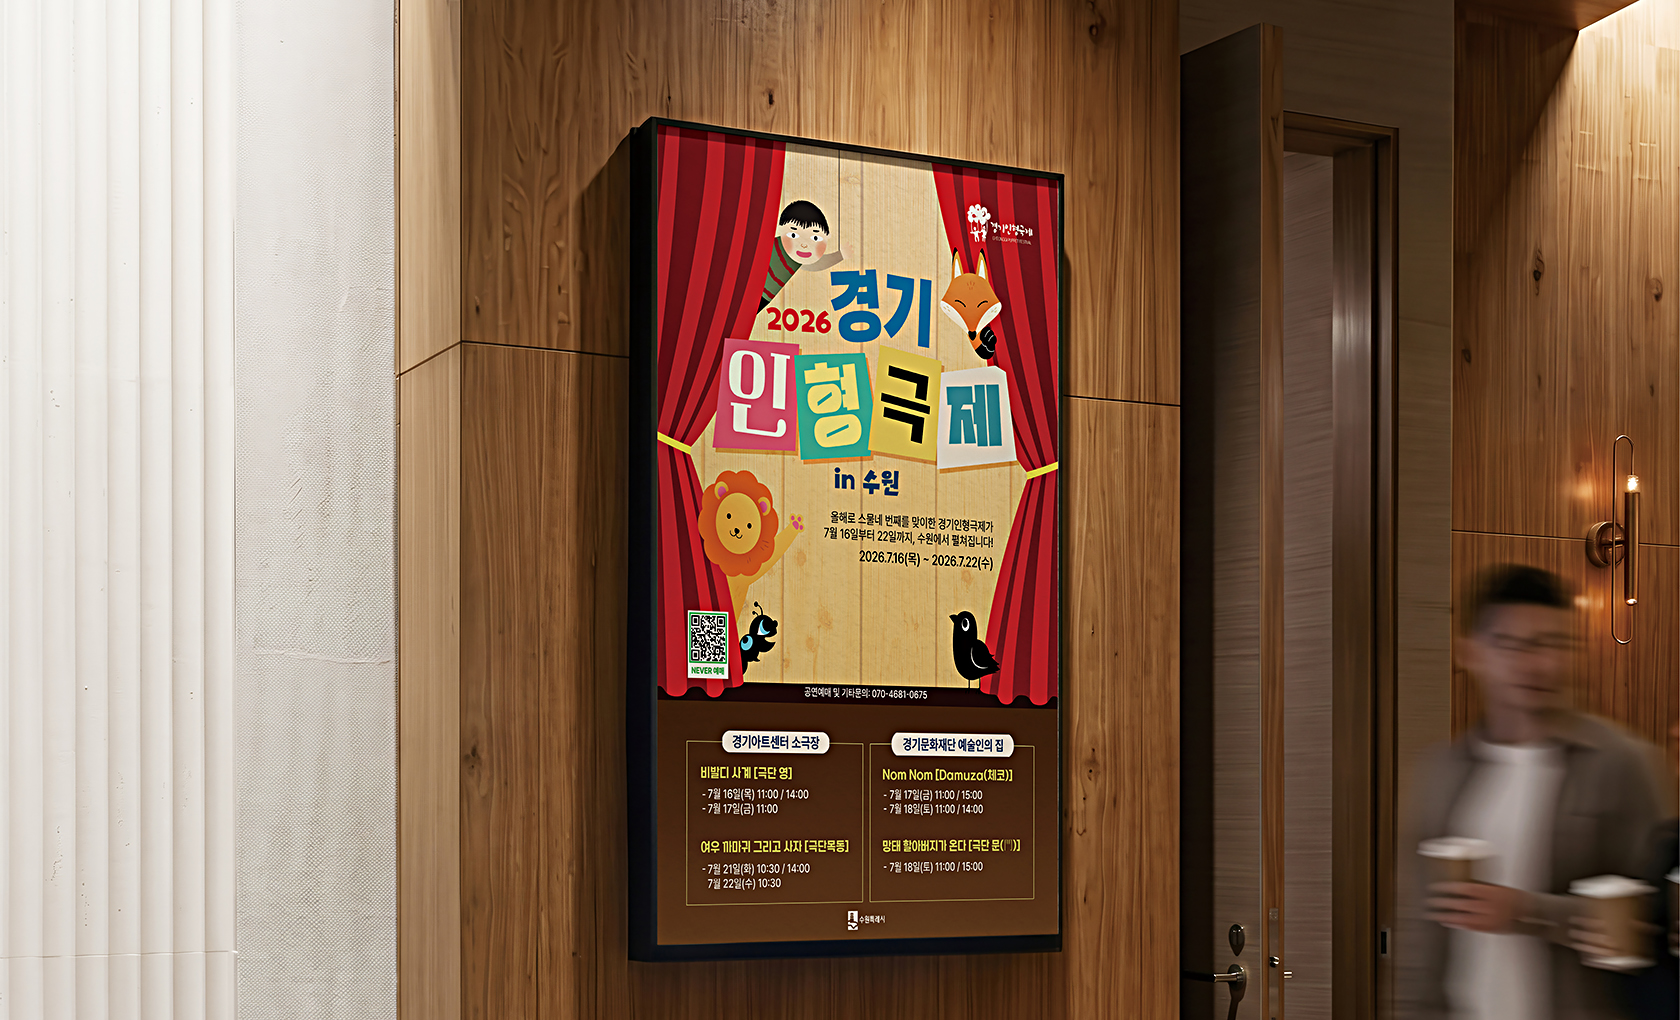 경기인형극제
2026 경기
인형극제
in 수원
올해로 스물네 번째를 맞이한 경기인형극제가
7월 16일부터 22일까지, 수원에서 펼쳐집니다!
2026.7.16(목) ~ 2026.7.22(수)
NEVER 예매
공연예매 및 기타문의: 070-4681-0675
경기아트센터 소극장
비발디 사계 [극단 영]
- 7월 16일(목) 11:00 / 14:00
- 7월 17일(금) 11:00
여우 까마귀 그리고 사자 [극단목동]
- 7월 21일(화) 10:30 / 14:00
7월 22일(수) 10:30
경기문화재단 예술인의 집
Nom Nom [Damuza(체코)]
- 7월 17일(금) 11:00 / 15:00
- 7월 18일(토) 11:00 / 14:00
망태 할아버지가 온다 [극단 문(門)]
- 7월 18일(토) 11:00 / 15:00
수원특례시